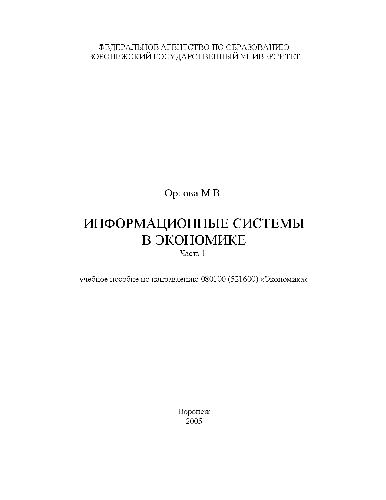 ФЕДЕРАЛЬНОЕ АГЕНТСТВО ПО ОБРАЗОВАНИЮ
ВОРОНЕЖСКИЙ ГОСУДАРСТВЕННЫЙ УНИВЕРСИТЕТ
М.В.
ИНФОРМАЦИОННЫЕ СИСТЕМЫ
В ЭКОНОМИКЕ
Часть 1
учебное пособие по направлению 080100 (521600) «Экономика»
Воронеж
2005